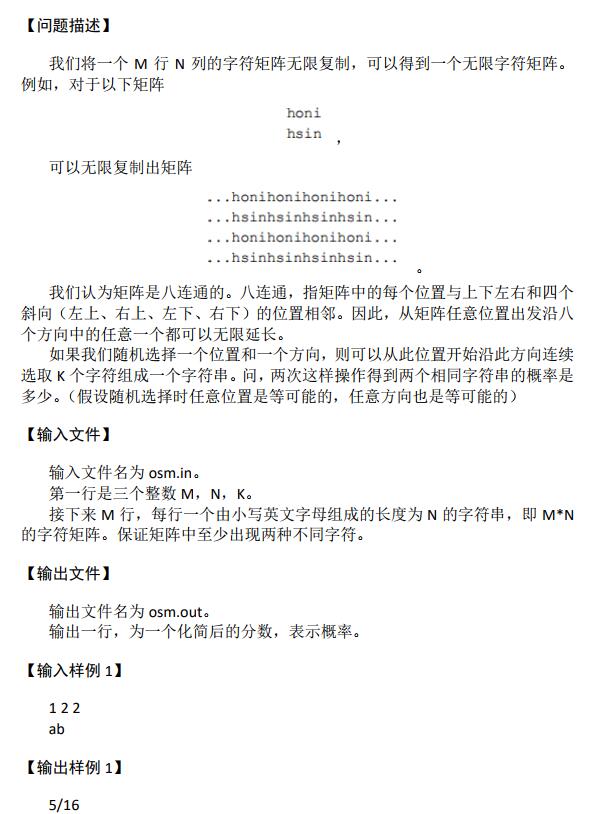 【问题描述】
我们将一个 M 行 N 列的字符矩阵无限复制，可以得到一个无限字符矩阵。
例如，对于以下矩阵
honi
hsin ，
可以无限复制出矩阵
...honihonihonihoni...
...hsinhsinhsinhsin...
...honihonihonihoni...
...hsinhsinhsinhsin...
。
我们认为矩阵是八连通的。八连通，指矩阵中的每个位置与上下左右和四个
斜向（左上、右上、左下、右下）的位置相邻。因此，从矩阵任意位置出发沿八
个方向中的任意一个都可以无限延长。
如果我们随机选择一个位置和一个方向，则可以从此位置开始沿此方向连续
选取 K 个字符组成一个字符串。问，两次这样操作得到两个相同字符串的概率是
多少。（假设随机选择时任意位置是等可能的，任意方向也是等可能的）
【输入文件】
输入文件名为 osm.in。
第一行是三个整数 M，N，K。
接下来 M 行，每行一个由小写英文字母组成的长度为 N 的字符串，即 M*N
的字符矩阵。保证矩阵中至少出现两种不同字符。
【输出文件】
输出文件名为 osm.out。
输出一行，为一个化简后的分数，表示概率。
【输入样例 1】
1 2 2
ab
【输出样例 1】
5/16